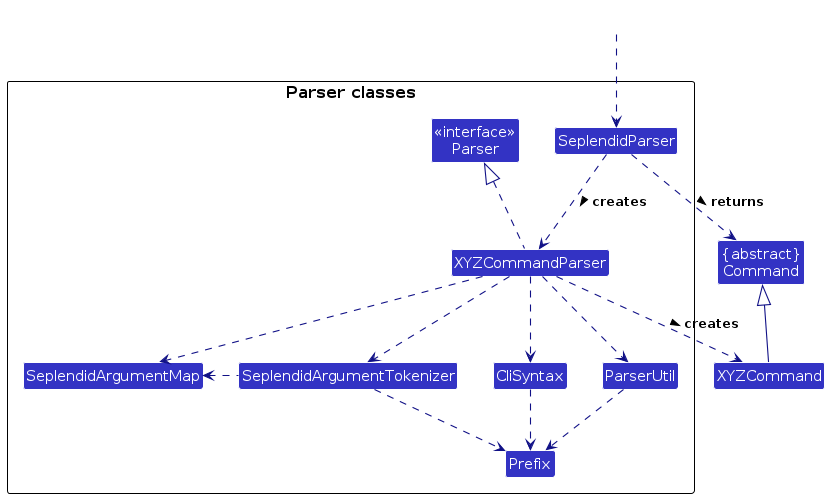 Parser classes
«interface»
Parser
SeplendidParser
creates
returns
XYZCommandParser
{abstract}
Command
creates
SeplendidArgumentMap
SeplendidArgumentTokenizer
CliSyntax
ParserUtil
XYZCommand
Prefix